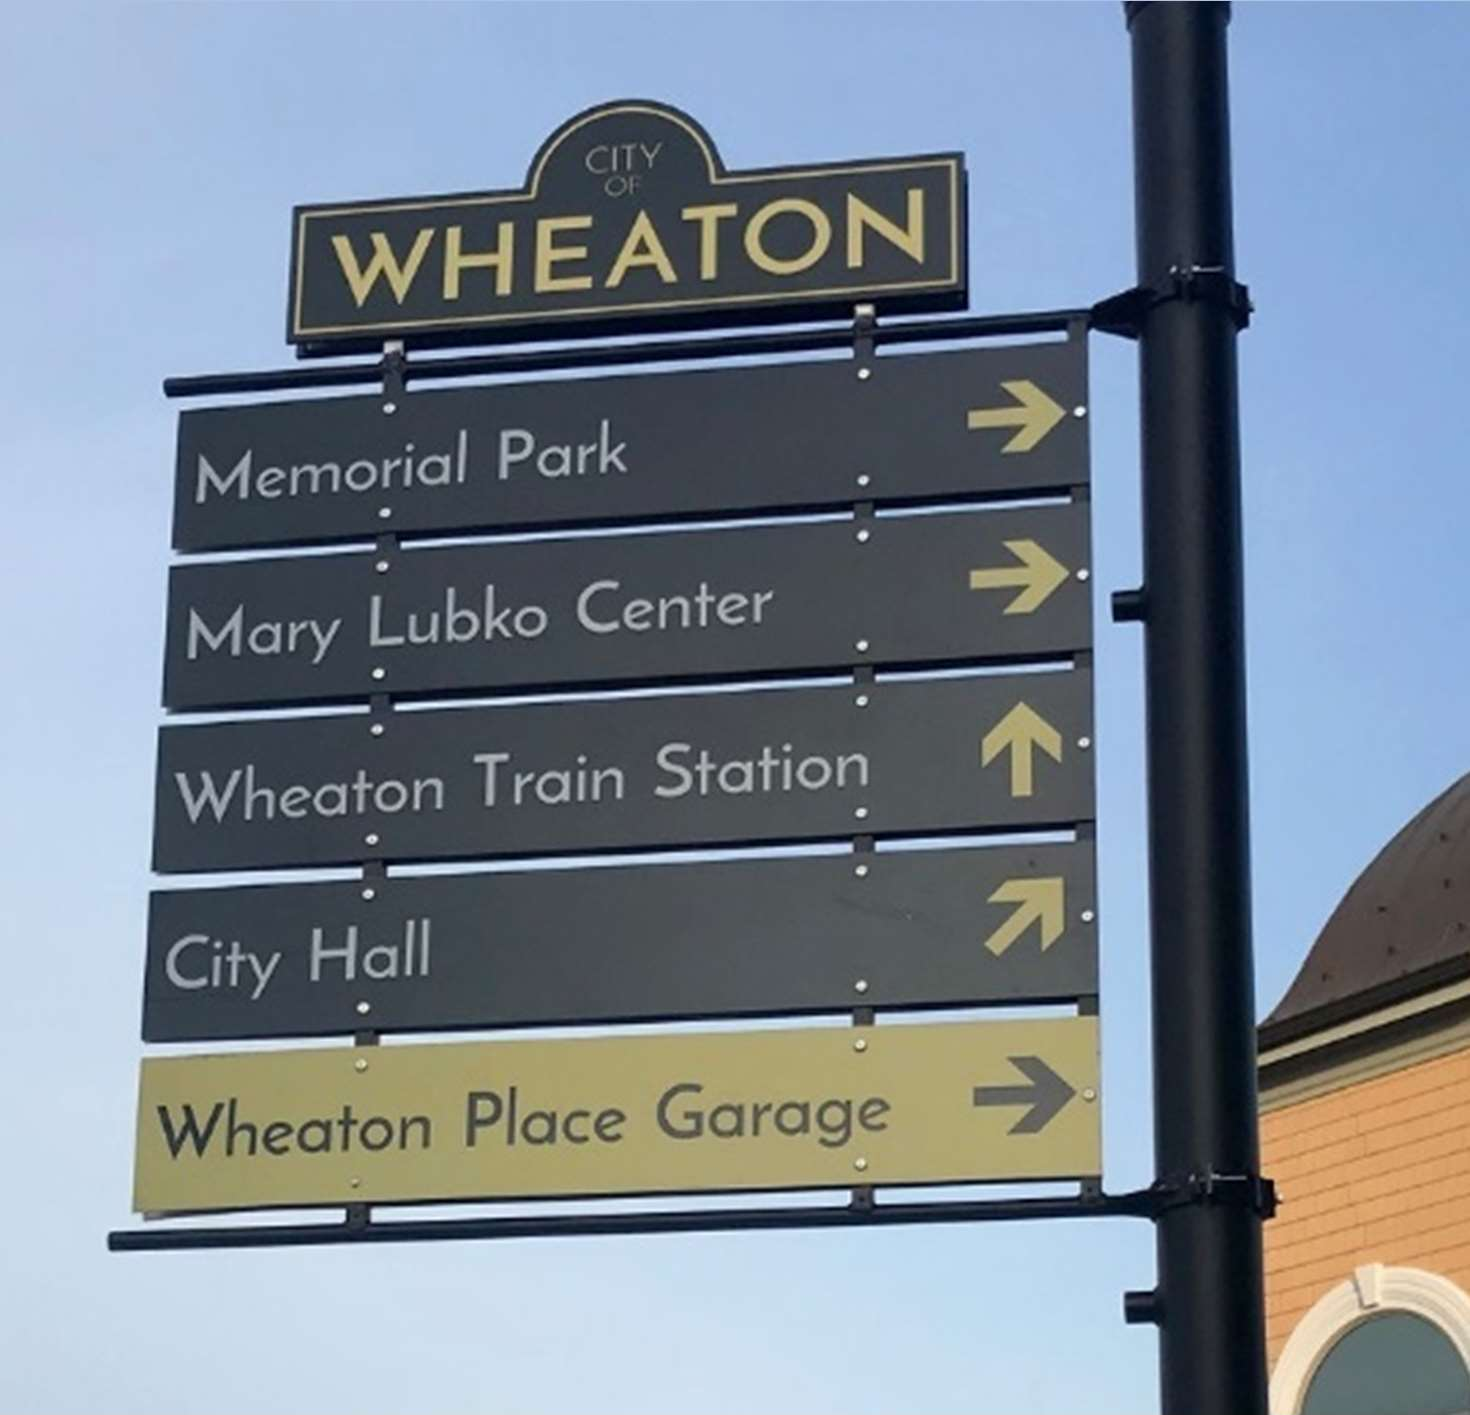 CITY
OF
WHEATON
Memorial Park
Mary Lubko Center
Wheaton Train Station
City Hall
Wheaton Place Garage